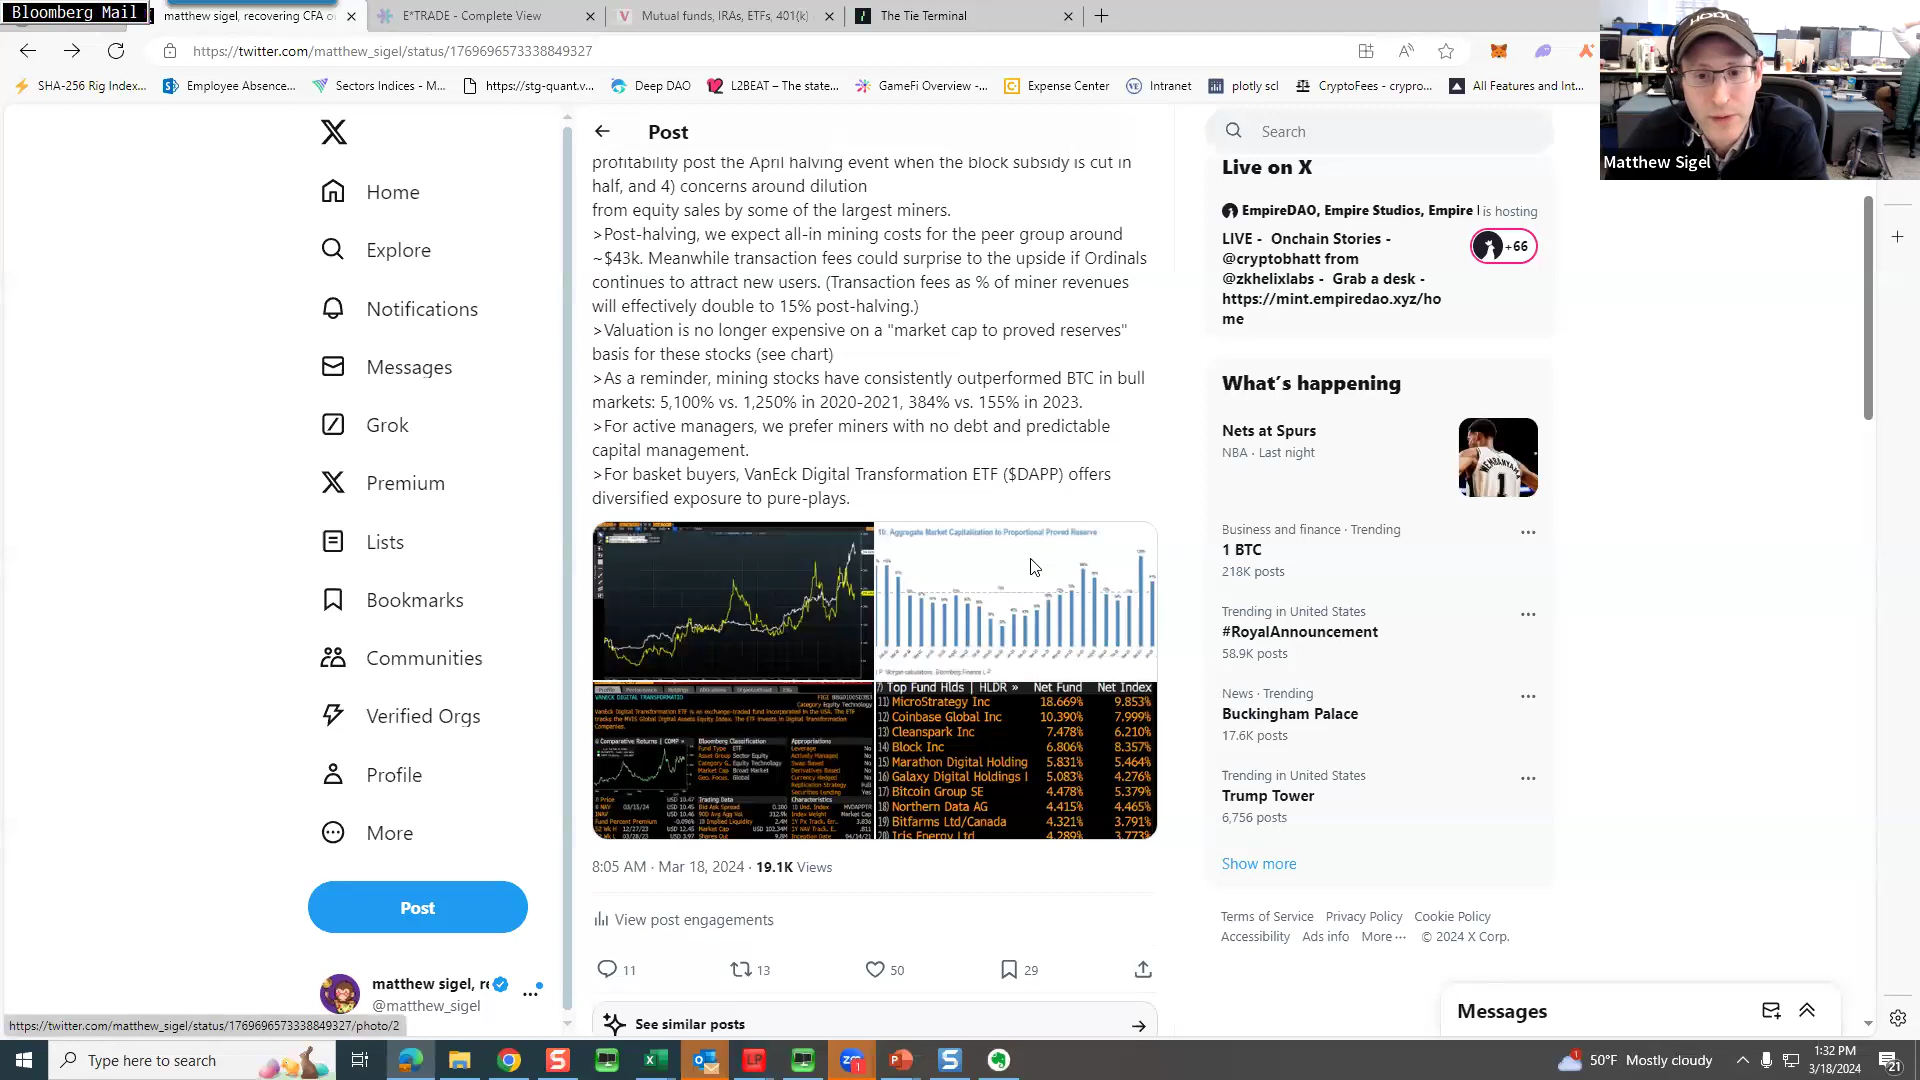 Bloomberg Mail
matthew sigel, recovering CFA
E*TRADE - Complete View
Mutual funds, IRAs, ETFs, 401(k)
The Tie Terminal
https://twitter.com/matthew_sigel/status/1769696573338849327
SHA-256 Rig Index...
Employee Absence...
Sectors Indices - M...
https://stg-quant.v...
Deep DAO
L2BEAT – The state...
GameFi Overview -...
Expense Center
Intranet
plotly scl
CryptoFees - crypro...
All Features and Int...
HODL
Matthew Sigel
Home
Explore
Notifications
Messages
Grok
Premium
Lists
Bookmarks
Communities
Verified Orgs
Profile
More
Post
matthew sigel, re
@matthew_sigel
https://twitter.com/matthew_sigel/status/1769696573338849327/photo/2
Post
profitability post the April halving event when the block subsidy is cut in
half, and 4) concerns around dilution
from equity sales by some of the largest miners.
>Post-halving, we expect all-in mining costs for the peer group around
~$43k. Meanwhile transaction fees could surprise to the upside if Ordinals
continues to attract new users. (Transaction fees as % of miner revenues
will effectively double to 15% post-halving.)
>Valuation is no longer expensive on a "market cap to proved reserves"
basis for these stocks (see chart)
>As a reminder, mining stocks have consistently outperformed BTC in bull
markets: 5,100% vs. 1,250% in 2020-2021, 384% vs. 155% in 2023.
>For active managers, we prefer miners with no debt and predictable
capital management.
>For basket buyers, VanEck Digital Transformation ETF ($DAPP) offers
diversified exposure to pure-plays.
10. Aggregate Market Capitalization to Proportional Proved Reserve
Top Fund Hlds | HLDR » Net Fund Net Index
11) MicroStrategy Inc 18.669% 9.853%
12) Coinbase Global Inc 10.390% 7.999%
13) Cleanspark Inc 7.478% 6.210%
14) Block Inc 6.806% 8.357%
15) Marathon Digital Holding 5.831% 5.464%
16) Galaxy Digital Holdings 5.083% 4.276%
17) Bitcoin Group SE 4.478% 5.379%
18) Northern Data AG 4.415% 4.465%
19) Bitfarms Ltd/Canada 4.321% 3.791%
20) Iris Energy Ltd 4.289% 3.773%
8:05 AM · Mar 18, 2024 · 19.1K Views
View post engagements
11
13
50
29
See similar posts
Search
Live on X
EmpireDAO, Empire Studios, Empire
is hosting
LIVE - Onchain Stories -
@cryptobhatt from
@zkhelixlabs - Grab a desk -
https://mint.empiredao.xyz/ho
me
+66
What's happening
Nets at Spurs
NBA · Last night
Business and finance · Trending
1 BTC
218K posts
Trending in United States
#RoyalAnnouncement
58.9K posts
News · Trending
Buckingham Palace
17.6K posts
Trending in United States
Trump Tower
6,756 posts
Show more
Terms of Service Privacy Policy Cookie Policy
Accessibility Ads info More ··· © 2024 X Corp.
Messages
Type here to search
50°F Mostly cloudy
1:32 PM
3/18/2024
21